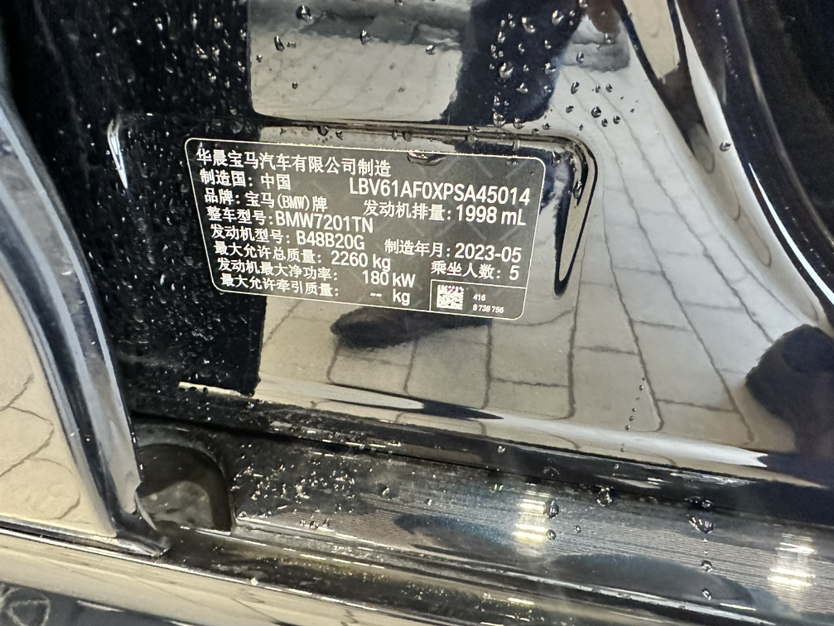 华晨宝马汽车有限公司制造
制造国：中国 LBV61AF0XPSA45014
品牌：宝马(BMW)牌 发动机排量：1998 mL
整车型号：BMW7201TN
发动机型号：B48B20G 制造年月：2023-05
最大允许总质量：2260 kg 乘坐人数：5
发动机最大净功率： 180 kW
最大允许牵引质量： -- kg
416
9 739 756